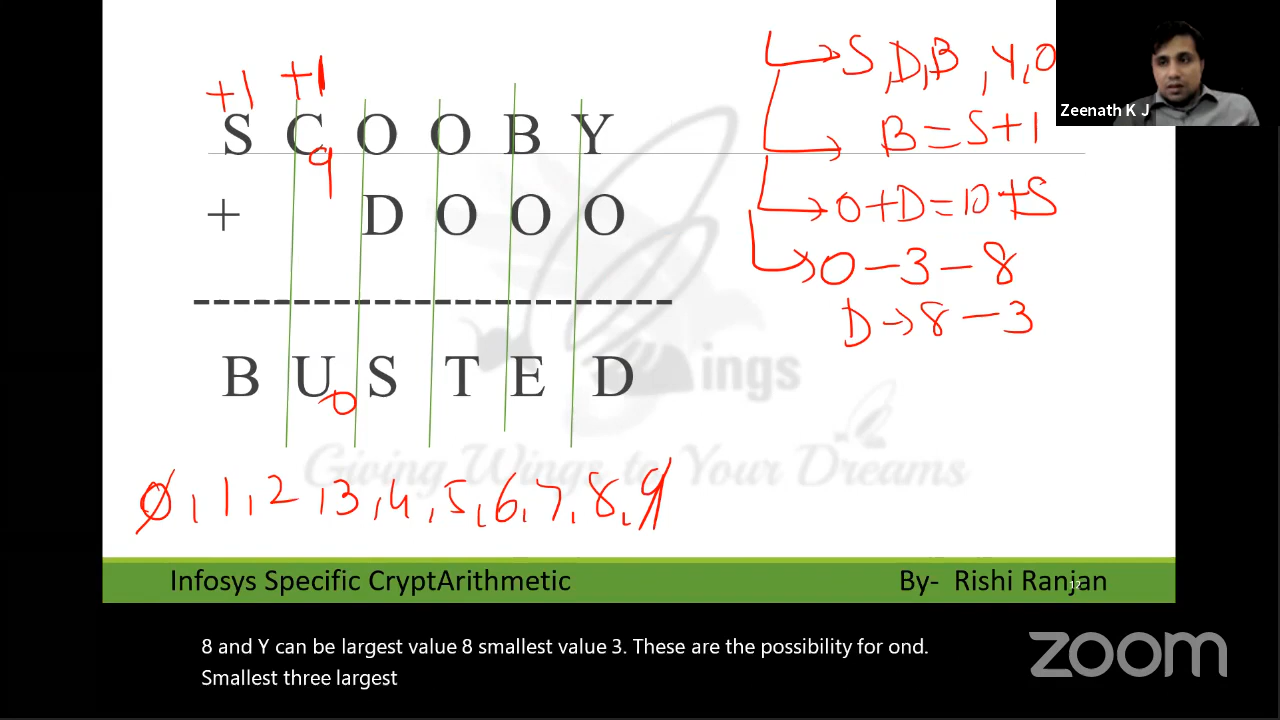 +1 +1
S C O O B Y
9
+ D O O O
B U S T E D
0
↳ S, D, B, Y, O
↳ B = S + 1
↳ O + D = 10 + S
↳ O – 3 – 8
D → 8 – 3
Zeenath K J
Wings
Giving Wings to Your Dreams
0, 1, 2, 3, 4, 5, 6, 7, 8, 9
Infosys Specific CryptArithmetic
By- Rishi Ranjan
12
8 and Y can be largest value 8 smallest value 3. These are the possibility for ond.
Smallest three largest
zoom